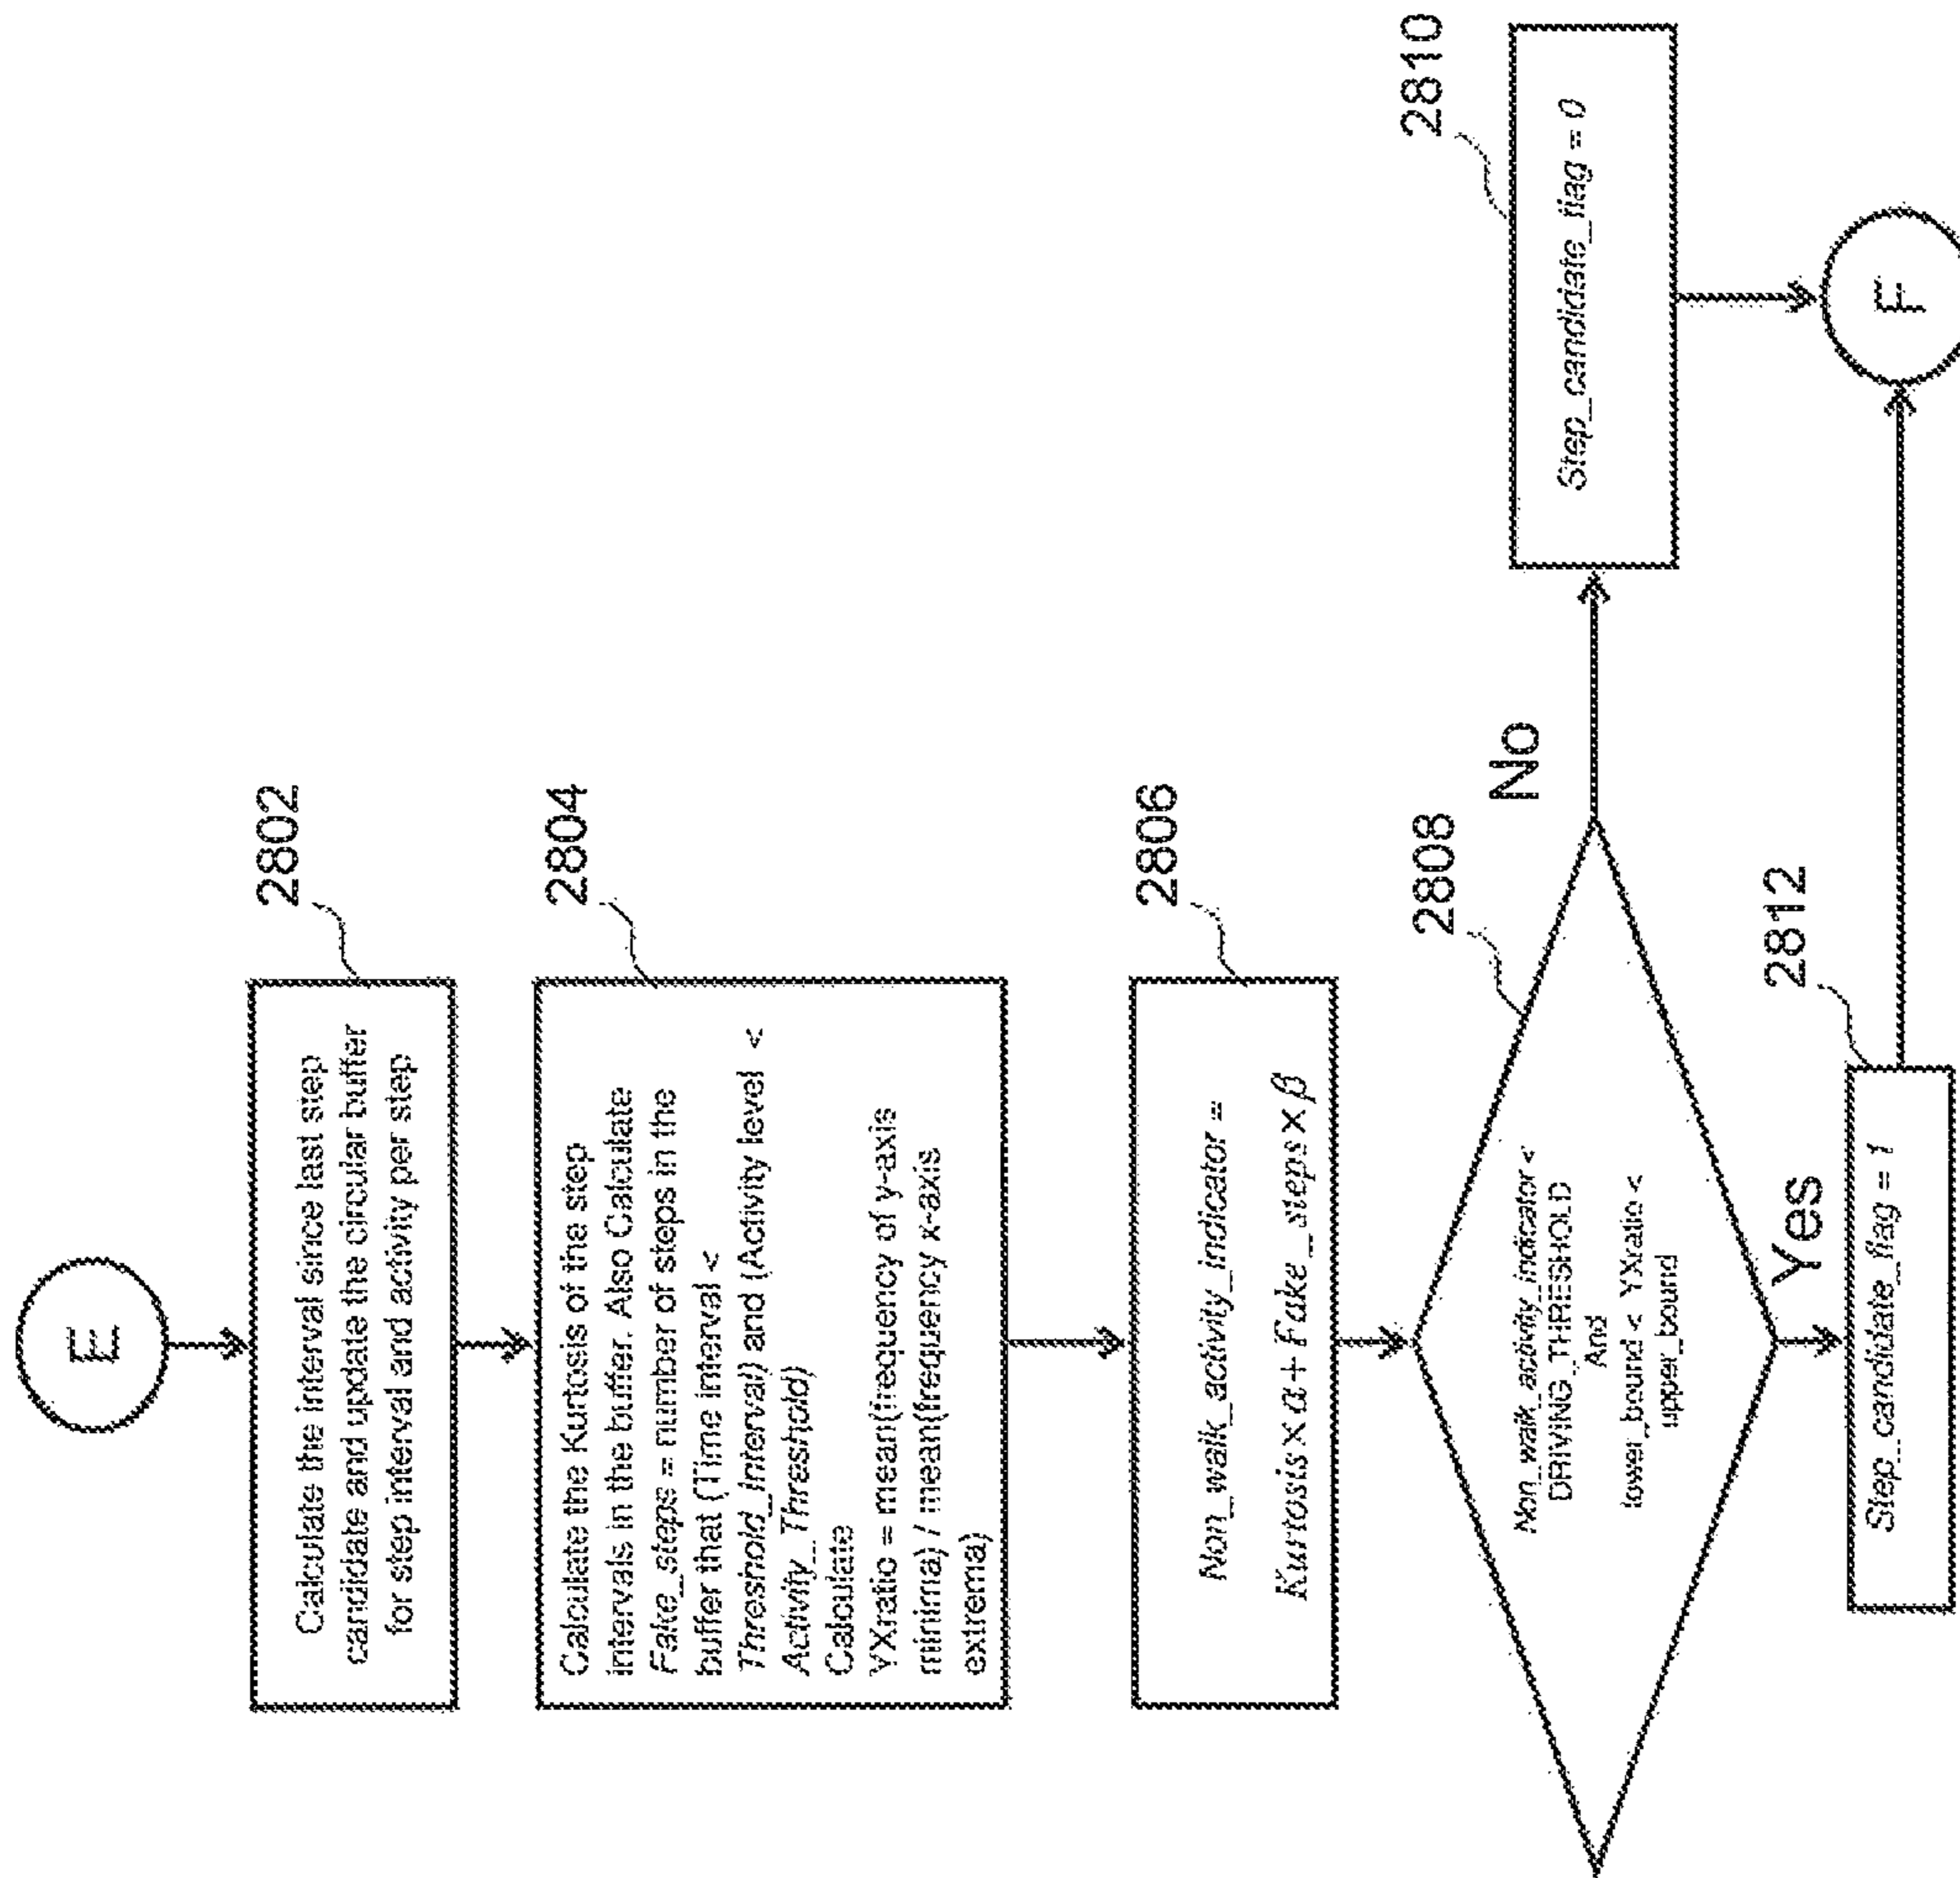 E
2802
Calculate the interval since last step
candidate and update the circular buffer
for step interval and activity per step
2804
Calculate the Kurtosis of the step
intervals in the buffer. Also Calculate
Fake_steps = number of steps in the
buffer that (Time interval <
Threshold_Interval) and (Activity level <
Activity_Threshold)
Calculate
YXratio = mean(frequency of y-axis
minima) / mean(frequency x-axis
extrema)
2806
Non_walk_activity_indicator =
Kurtosis × α + Fake_steps × β
2808
Non_walk_activity_indicator <
DRIVING_THRESHOLD
And
lower_bound < YXratio <
upper_bound
No
2810
Step_candidate_flag = 0
Yes
2812
Step_candidate_flag = 1
F